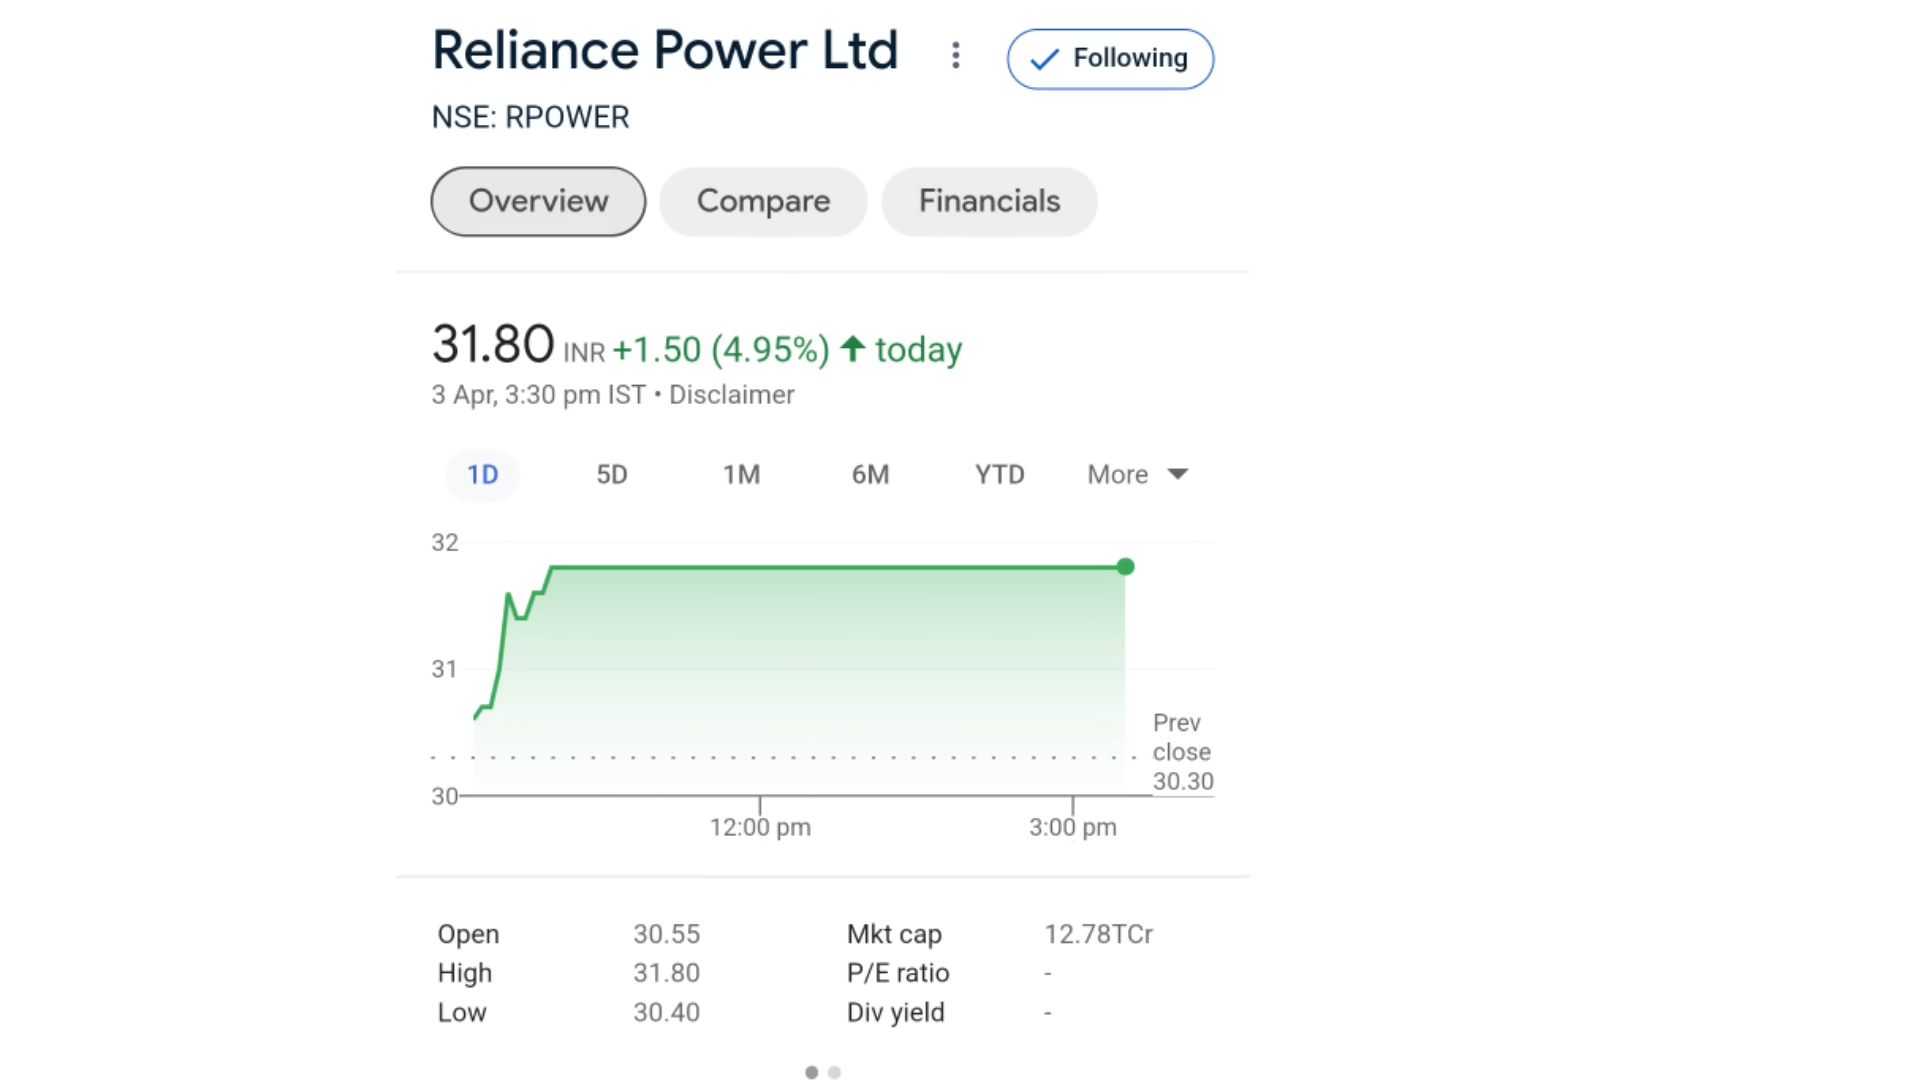 Reliance Power Ltd
Following
NSE: RPOWER
Overview Compare Financials
31.80 INR +1.50 (4.95%) ↑ today
3 Apr, 3:30 pm IST • Disclaimer
1D 5D 1M 6M YTD More
32
31
30
Prev
close
30.30
12:00 pm 3:00 pm
Open 30.55 Mkt cap 12.78TCr
High 31.80 P/E ratio -
Low 30.40 Div yield -